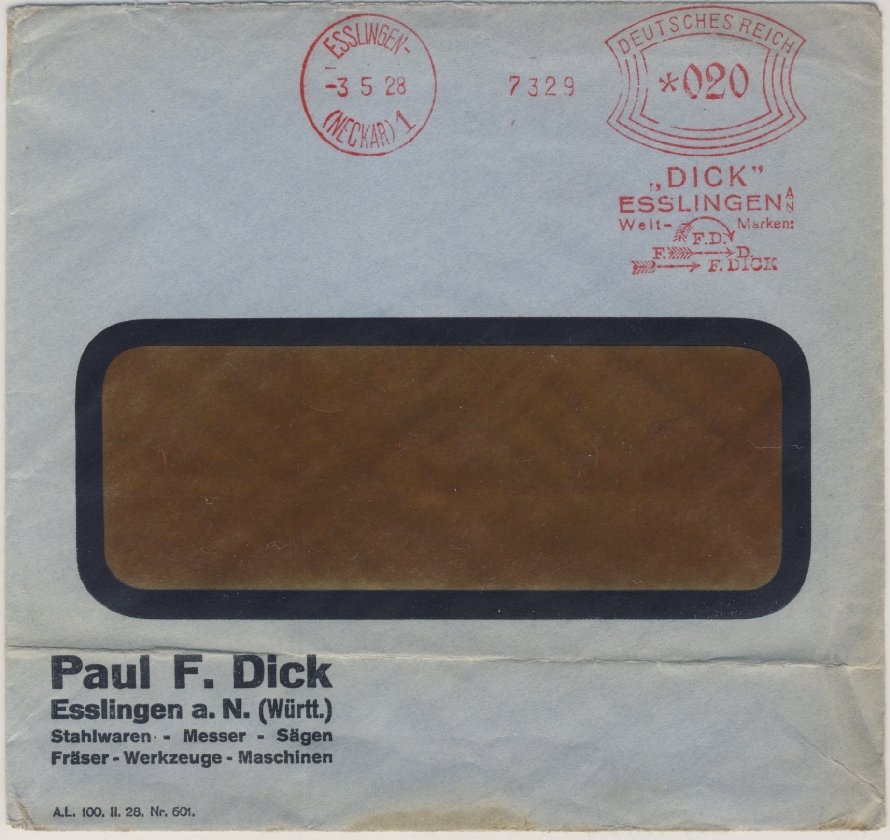 ESSLINGEN-
-3 5 28
(NECKAR) 1
7329
DEUTSCHES REICH
*020
„DICK”
ESSLINGEN A N
Welt- Marken:
F.D.
F. D.
F. DICK
Paul F. Dick
Esslingen a. N. (Württ.)
Stahlwaren - Messer - Sägen
Fräser - Werkzeuge - Maschinen
A.L. 100. II. 28. Nr. 601.